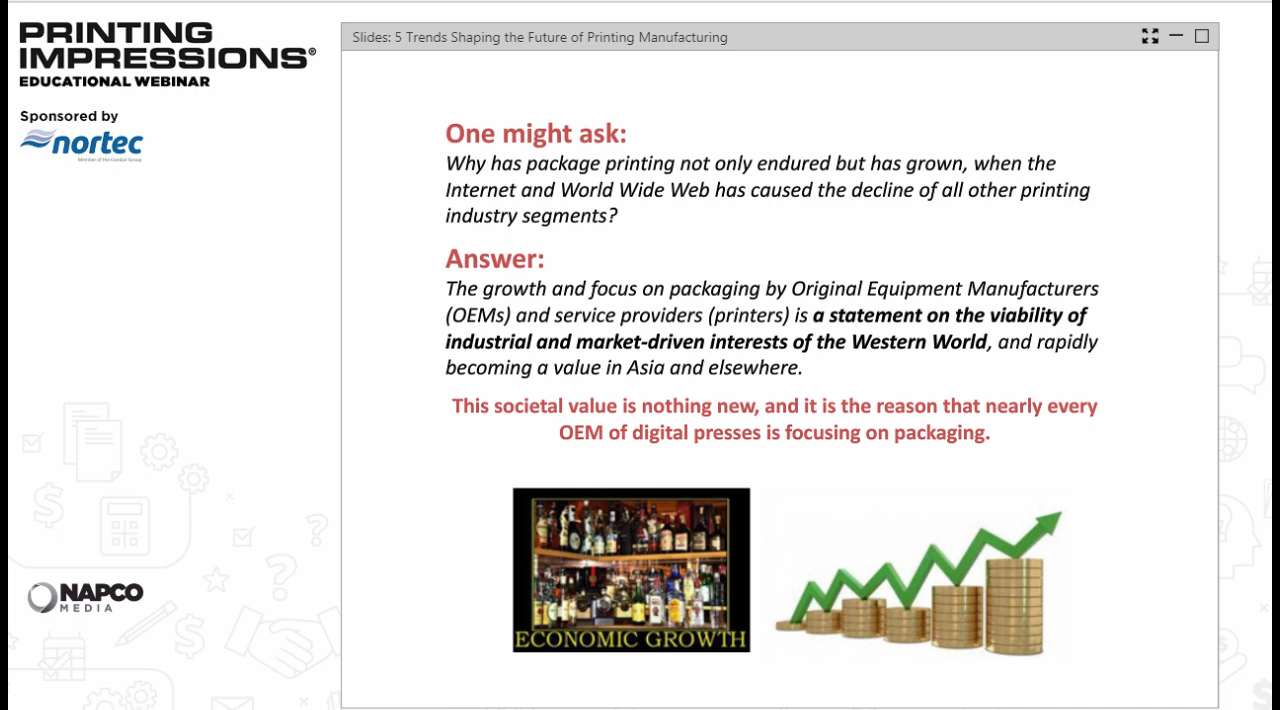 PRINTING
IMPRESSIONS®
EDUCATIONAL WEBINAR
Sponsored by
nortec
Member of the Condair Group
NAPCO
MEDIA
Slides: 5 Trends Shaping the Future of Printing Manufacturing
One might ask:
Why has package printing not only endured but has grown, when the
Internet and World Wide Web has caused the decline of all other printing
industry segments?
Answer:
The growth and focus on packaging by Original Equipment Manufacturers
(OEMs) and service providers (printers) is a statement on the viability of
industrial and market-driven interests of the Western World, and rapidly
becoming a value in Asia and elsewhere.
This societal value is nothing new, and it is the reason that nearly every
OEM of digital presses is focusing on packaging.
ECONOMIC GROWTH